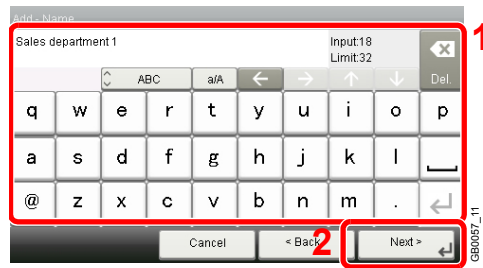 Add - Name
1
Sales department 1
Input:18
Limit:32
ABC
a/A
Del.
q w e r t y u i o p
a s d f g h j k l
@ z x c v b n m .
2
Cancel
< Back
Next >
GB0057_11